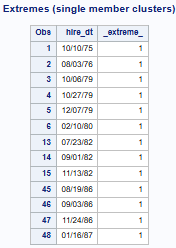 Extremes (single member clusters)
Obs hire_dt _extreme_
1 10/10/75 1
2 08/03/76 1
3 10/06/79 1
4 10/27/79 1
5 12/07/79 1
6 02/10/80 1
13 07/23/82 1
14 09/01/82 1
15 11/13/82 1
45 08/19/86 1
46 09/03/86 1
47 11/24/86 1
48 01/16/87 1